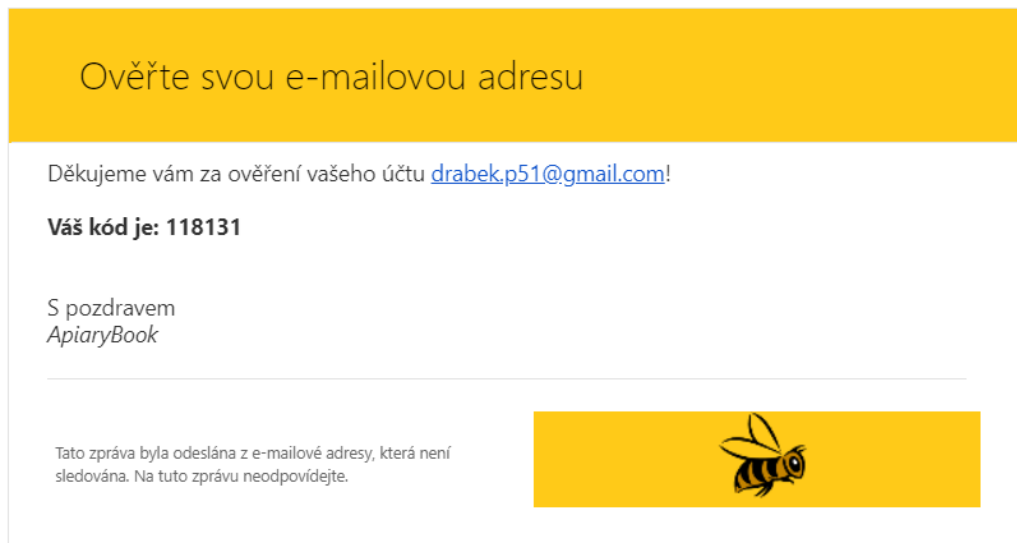 Ověřte svou e-mailovou adresu
Děkujeme vám za ověření vašeho účtu drabek.p51@gmail.com!
Váš kód je: 118131
S pozdravem
ApiaryBook
Tato zpráva byla odeslána z e-mailové adresy, která není
sledována. Na tuto zprávu neodpovídejte.